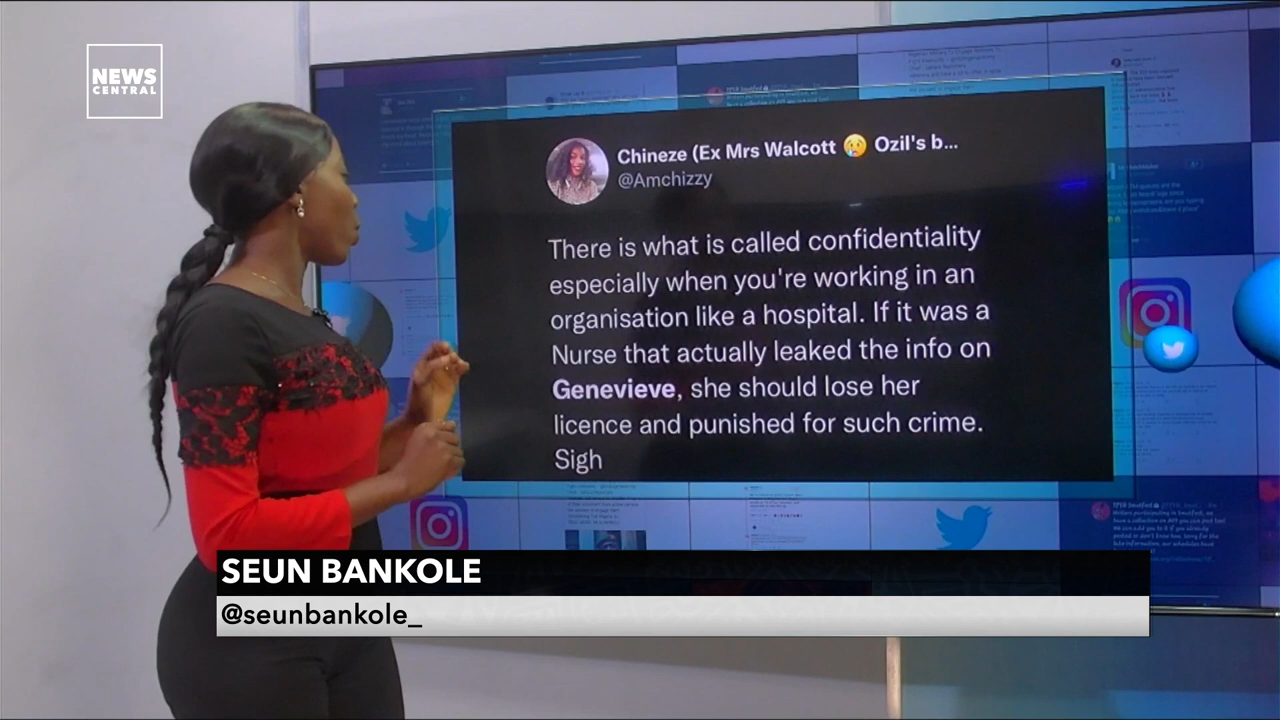 NEWS
CENTRAL
Chineze (Ex Mrs Walcott 😢 Ozil's b...
@Amchizzy
There is what is called confidentiality
especially when you're working in an
organisation like a hospital. If it was a
Nurse that actually leaked the info on
Genevieve, she should lose her
licence and punished for such crime.
Sigh
SEUN BANKOLE
@seunbankole_